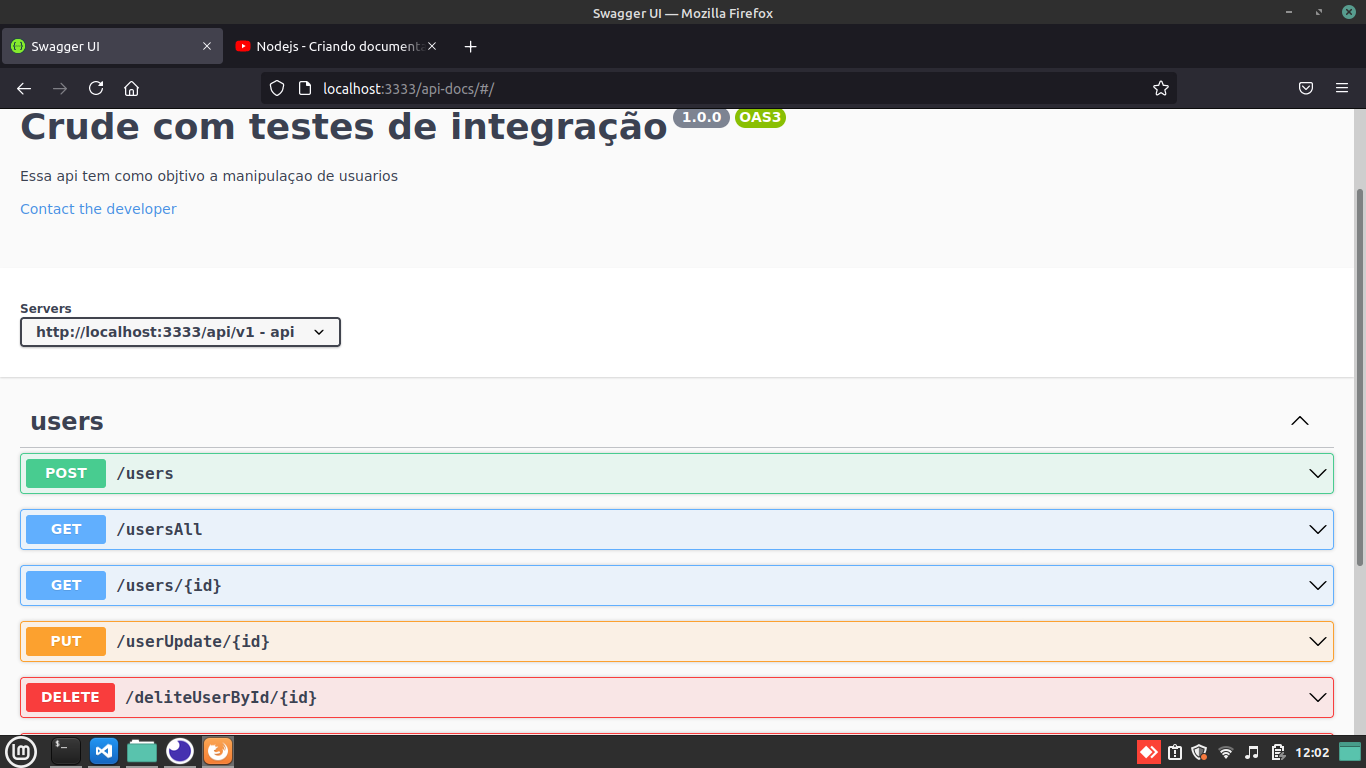 Swagger UI — Mozilla Firefox
Swagger UI
Nodejs - Criando documenta
localhost:3333/api-docs/#/
Crude com testes de integração
1.0.0
OAS3
Essa api tem como objtivo a manipulaçao de usuarios
Contact the developer
Servers
http://localhost:3333/api/v1 - api
users
POST /users
GET /usersAll
GET /users/{id}
PUT /userUpdate/{id}
DELETE /deliteUserById/{id}
12:02